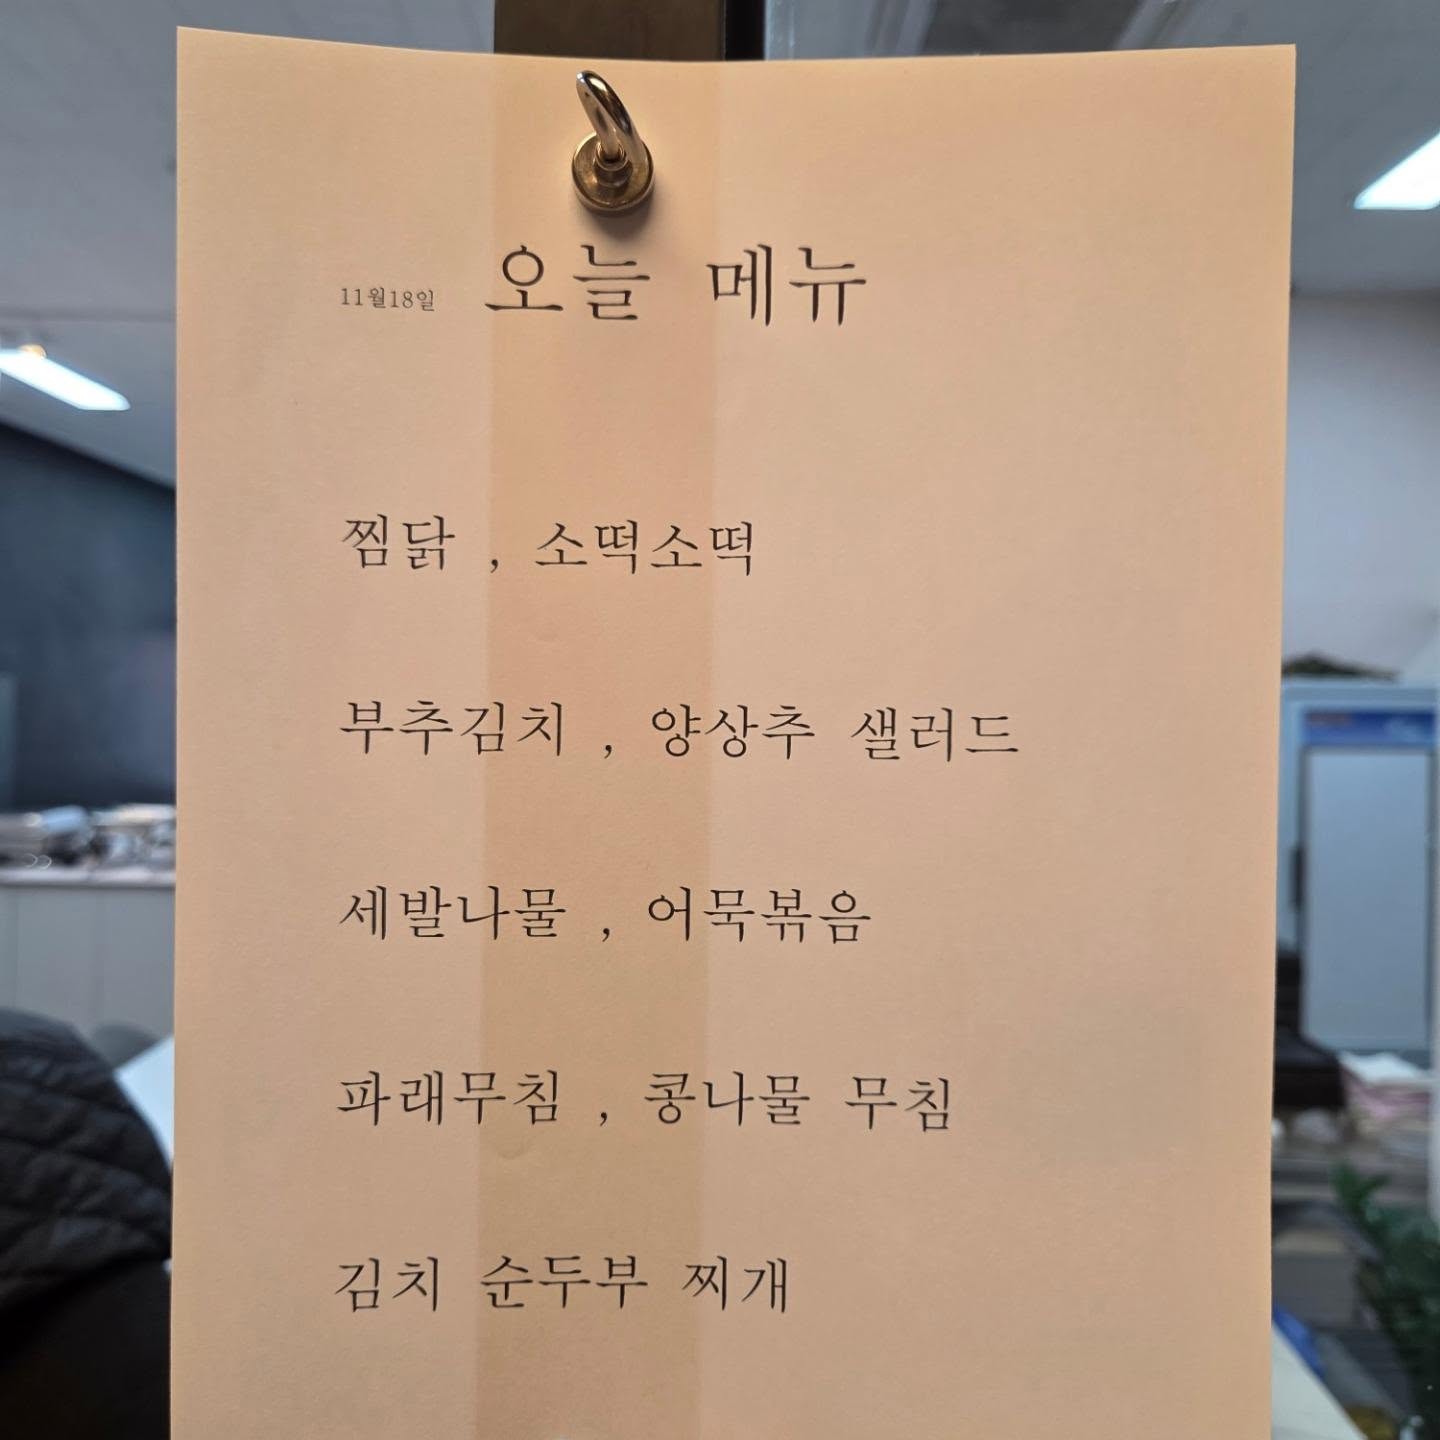 11월18일 오늘 메뉴
찜닭 , 소떡소떡
부추김치 , 양상추 샐러드
세발나물 , 어묵볶음
파래무침 , 콩나물 무침
김치 순두부 찌개